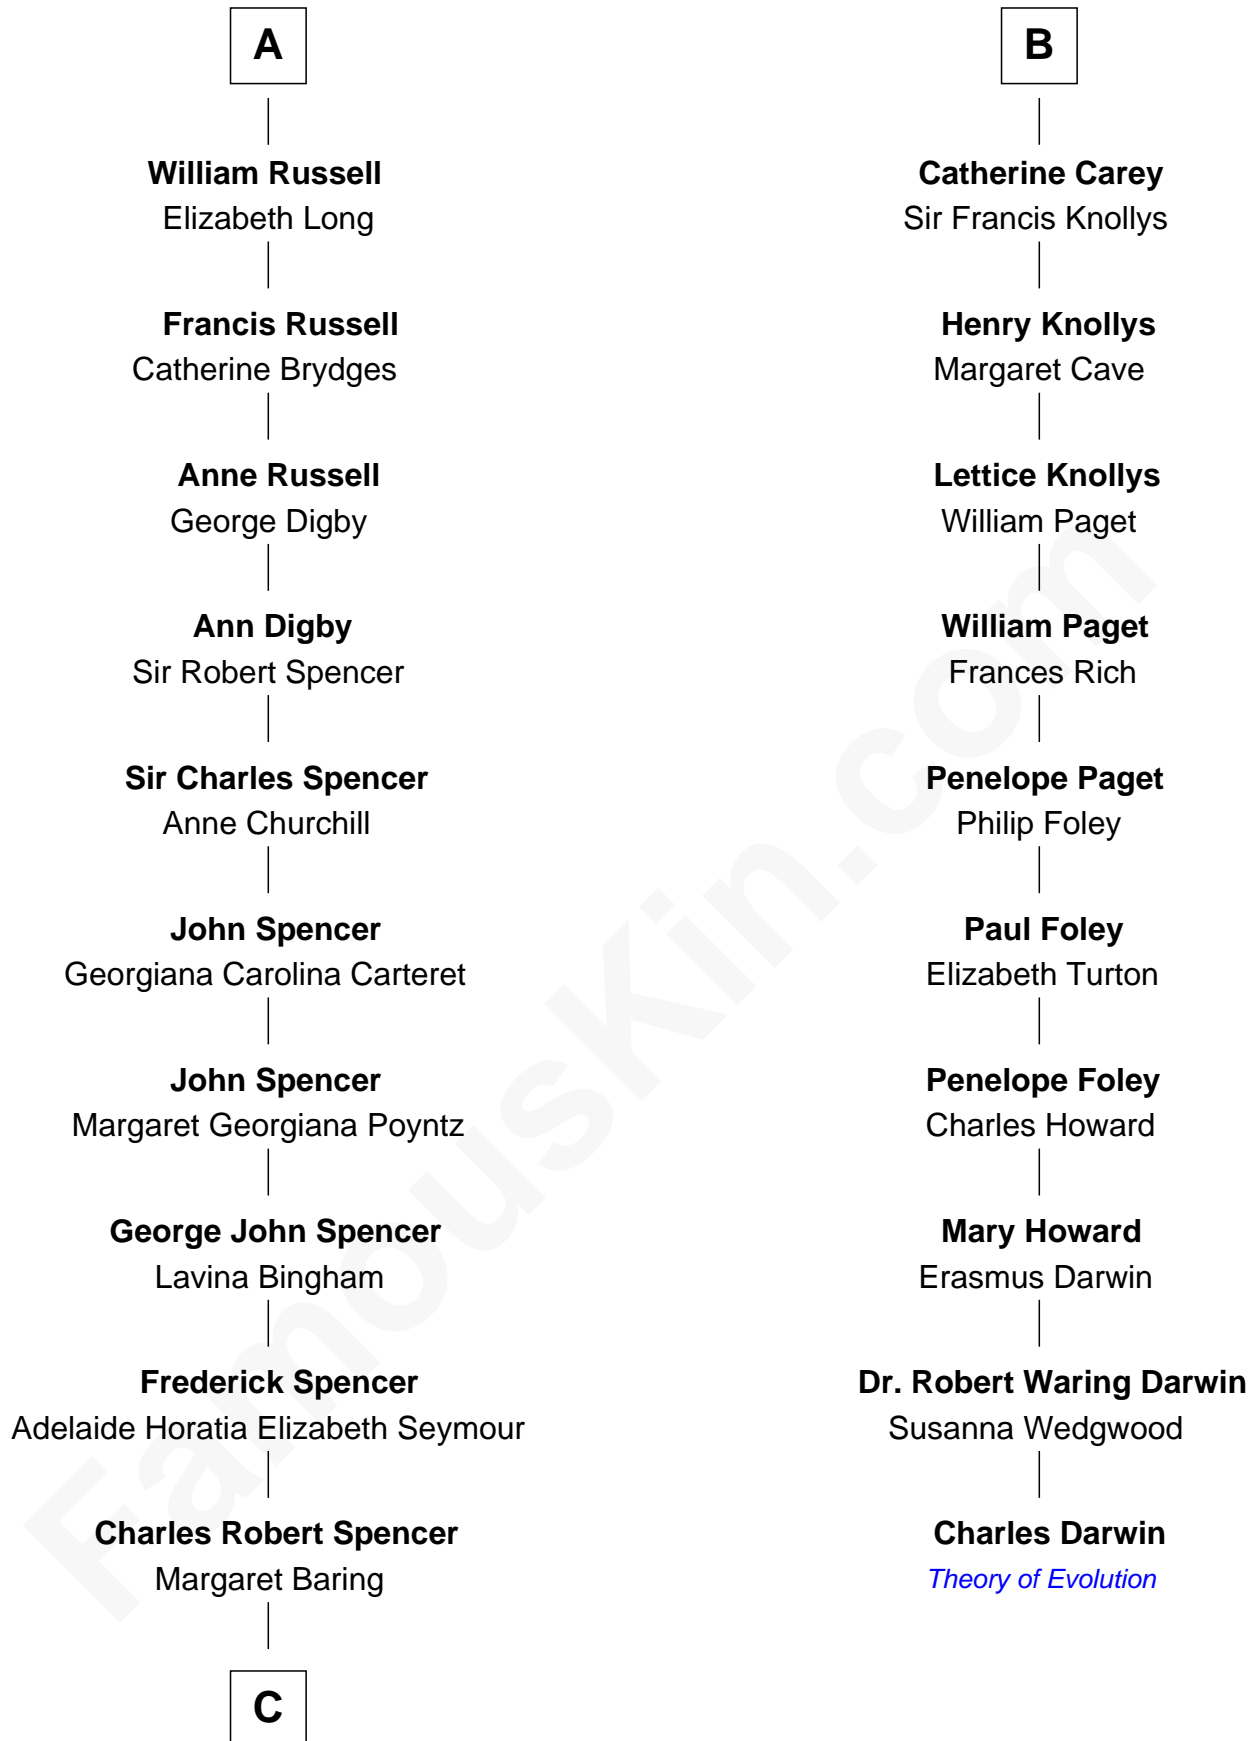 A
William Russell
Elizabeth Long
Francis Russell
Catherine Brydges
Anne Russell
George Digby
Ann Digby
Sir Robert Spencer
Sir Charles Spencer
Anne Churchill
John Spencer
Georgiana Carolina Carteret
John Spencer
Margaret Georgiana Poyntz
George John Spencer
Lavina Bingham
Frederick Spencer
Adelaide Horatia Elizabeth Seymour
Charles Robert Spencer
Margaret Baring
C
B
Catherine Carey
Sir Francis Knollys
Henry Knollys
Margaret Cave
Lettice Knollys
William Paget
William Paget
Frances Rich
Penelope Paget
Philip Foley
Paul Foley
Elizabeth Turton
Penelope Foley
Charles Howard
Mary Howard
Erasmus Darwin
Dr. Robert Waring Darwin
Susanna Wedgwood
Charles Darwin
Theory of Evolution
FamousKin.com